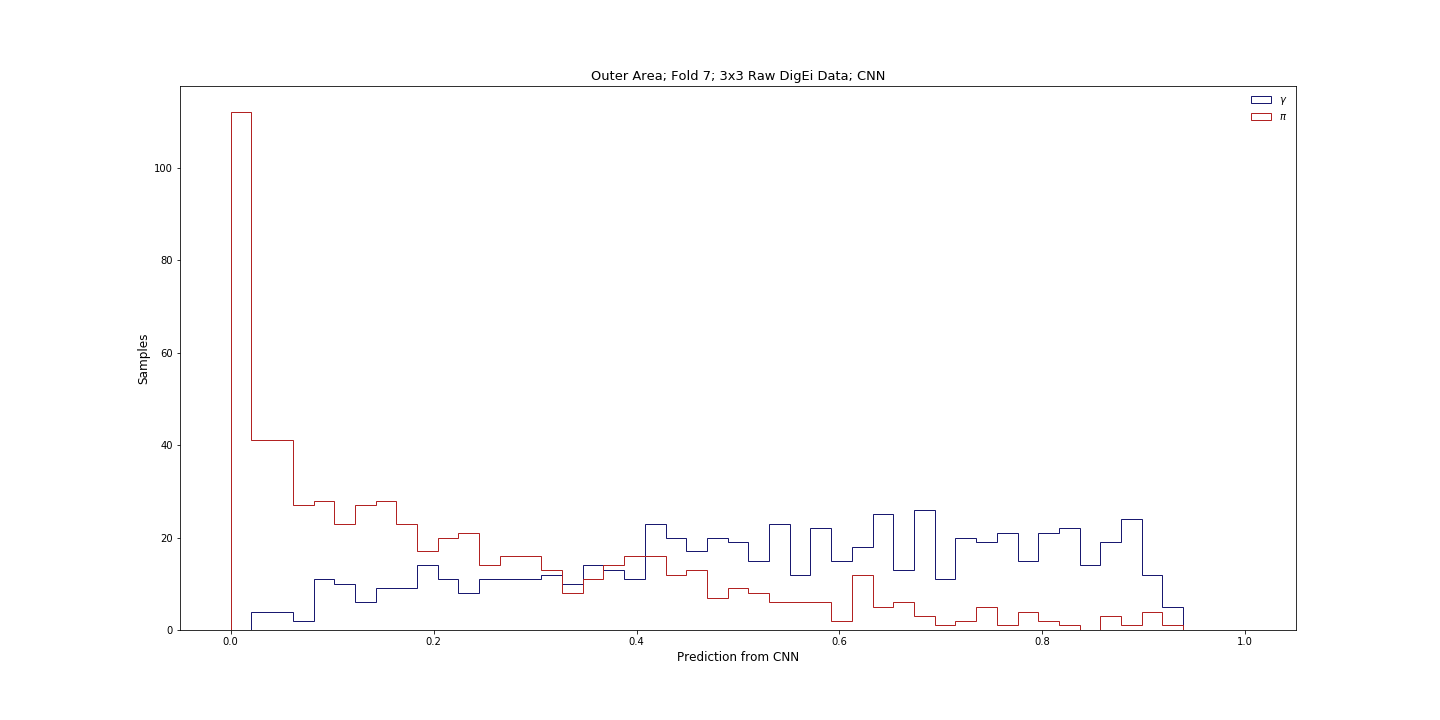 Outer Area; Fold 7; 3x3 Raw DigEi Data; CNN
γ
π
100
80
60
40
20
0
Samples
0.0 0.2 0.4 0.6 0.8 1.0
Prediction from CNN